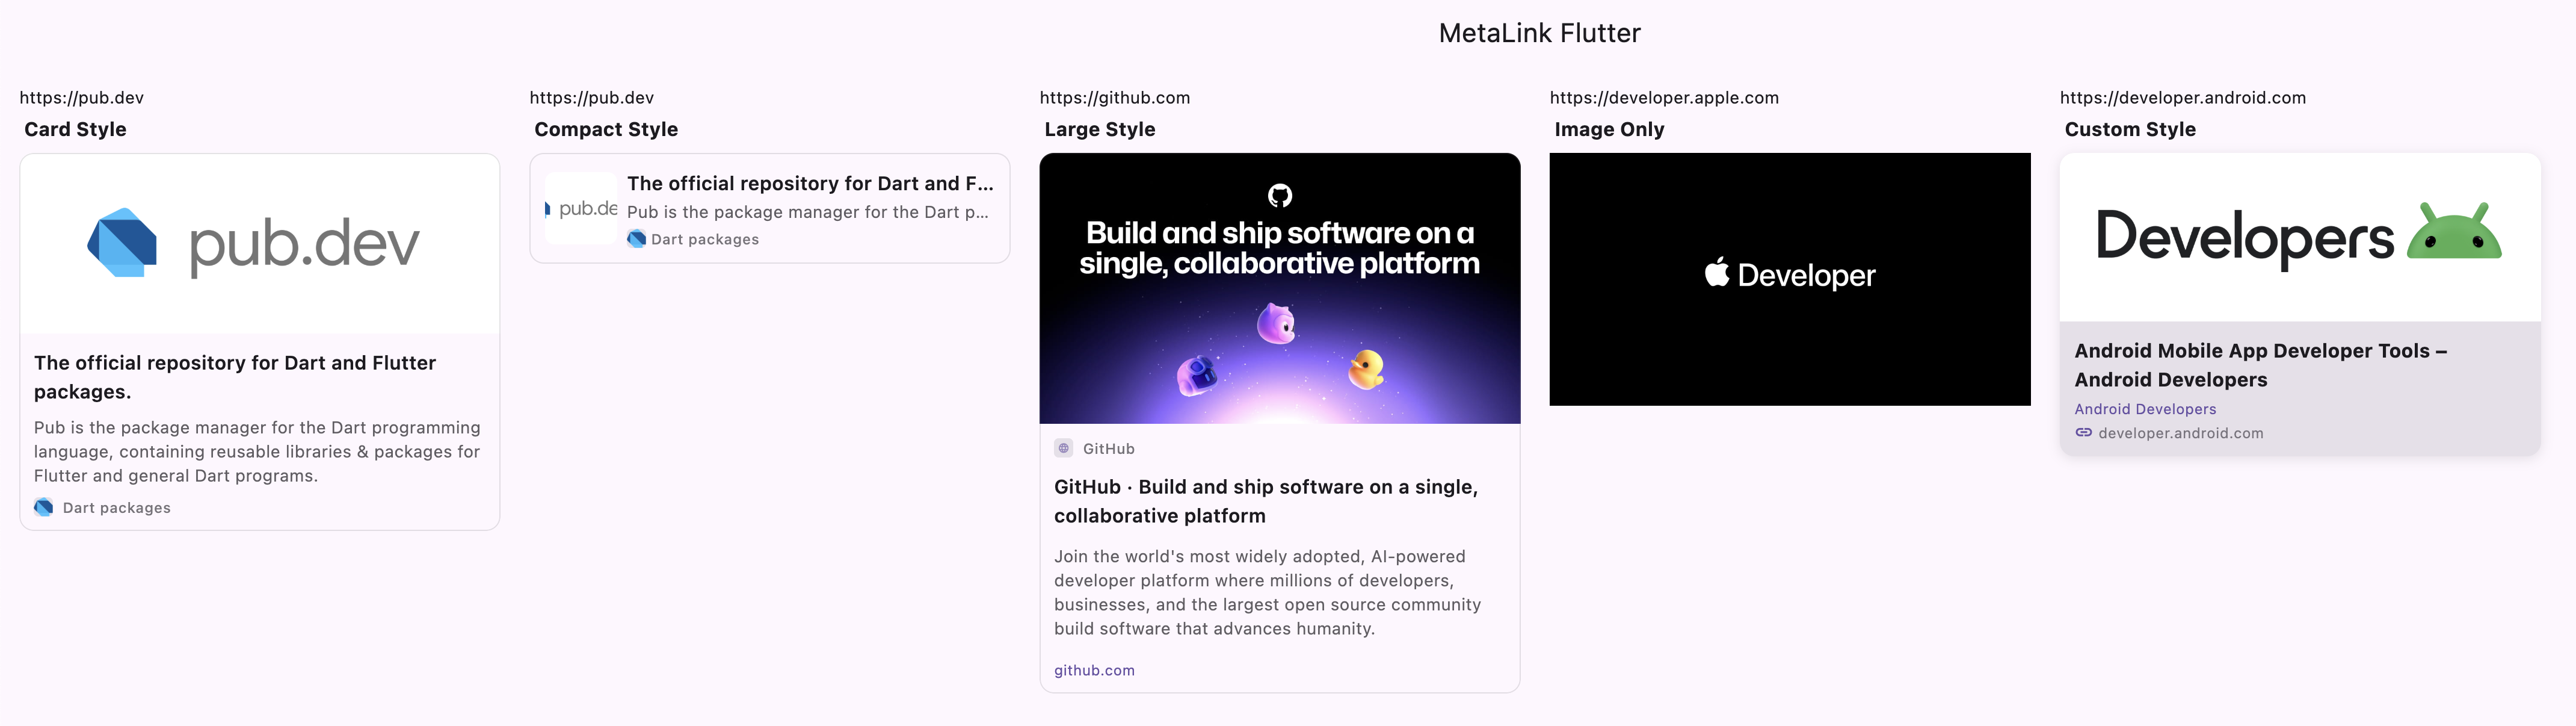 MetaLink Flutter
https://pub.dev
Card Style
pub.dev
The official repository for Dart and Flutter
packages.
Pub is the package manager for the Dart programming
language, containing reusable libraries & packages for
Flutter and general Dart programs.
Dart packages
https://pub.dev
Compact Style
pub.de
The official repository for Dart and F...
Pub is the package manager for the Dart p...
Dart packages
https://github.com
Large Style
Build and ship software on a
single, collaborative platform
GitHub
GitHub · Build and ship software on a single,
collaborative platform
Join the world's most widely adopted, AI-powered
developer platform where millions of developers,
businesses, and the largest open source community
build software that advances humanity.
github.com
https://developer.apple.com
Image Only
Developer
https://developer.android.com
Custom Style
Developers
Android Mobile App Developer Tools –
Android Developers
Android Developers
developer.android.com